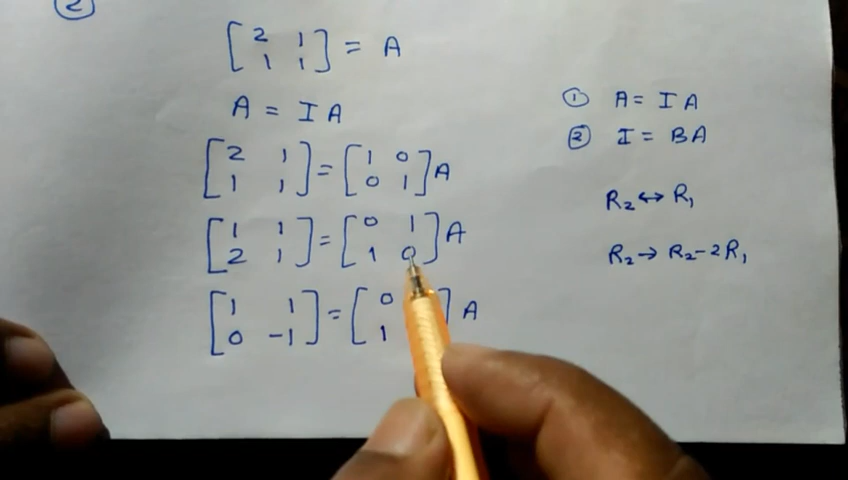 ②
[2 1
1 1] = A
A = I A
① A = I A
② I = BA
[2 1
1 1] = [1 0
0 1] A
R₂ ↔ R₁
[1 1
2 1] = [0 1
1 0] A
R₂ → R₂-2R₁
[1 1
0 -1] = [0
1 ] A